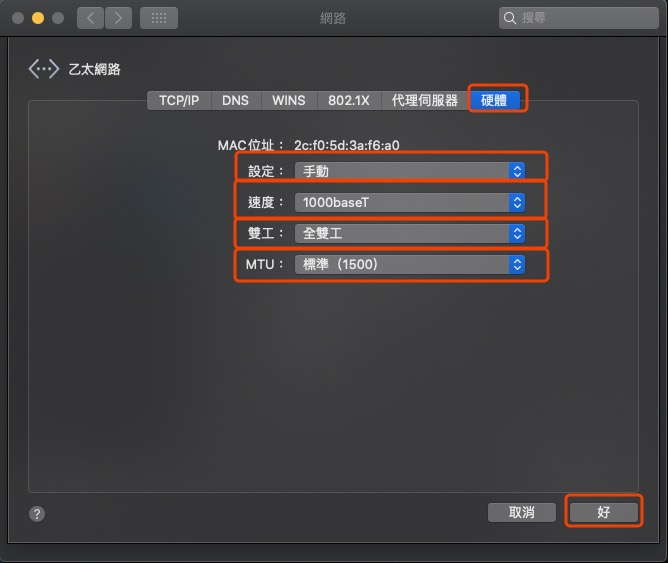 網路
搜尋
乙太網路
TCP/IP DNS WINS 802.1X 代理伺服器 硬體
MAC位址： 2c:f0:5d:3a:f6:a0
設定： 手動
速度： 1000baseT
雙工： 全雙工
MTU： 標準（1500）
? 取消 好